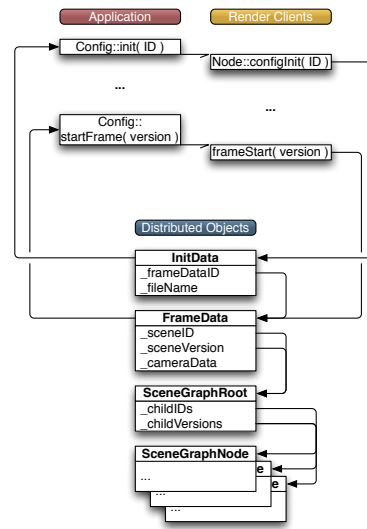 Application
Render Clients
Config::init( ID )
Node::configInit( ID )
...
...
Config::
startFrame( version )
frameStart( version )
Distributed Objects
InitData
_frameDataID
_fileName
FrameData
_sceneID
_sceneVersion
_cameraData
SceneGraphRoot
_childIDs
_childVersions
SceneGraphNode
e
e
...
...
...